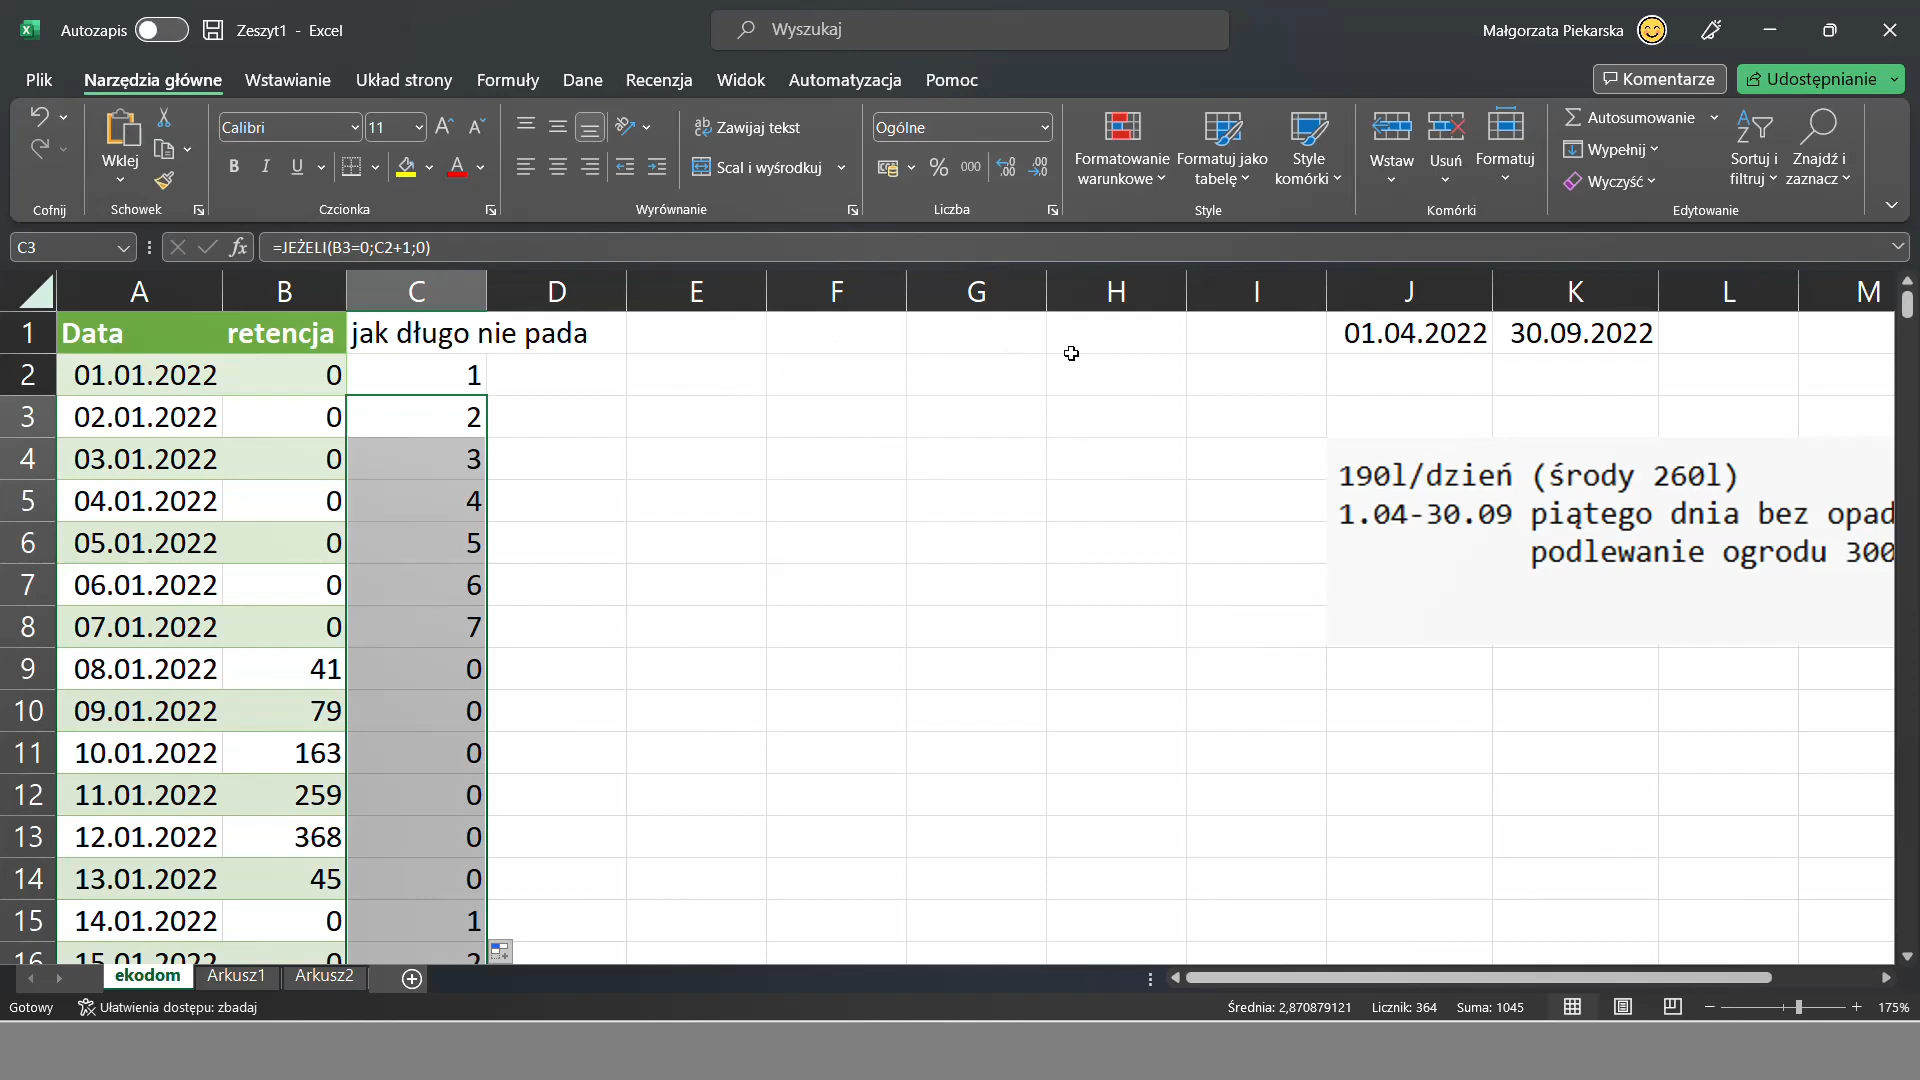 Autozapis Zeszyt1 - Excel Wyszukaj Małgorzata Piekarska
Plik Narzędzia główne Wstawianie Układ strony Formuły Dane Recenzja Widok Automatyzacja Pomoc Komentarze Udostępnianie
Wklej
Cofnij Schowek
Calibri 11
B I U A
Czcionka
Zawijaj tekst
Scal i wyśrodkuj
Wyrównanie
Ogólne
% 000
Liczba
Formatowanie warunkowe Formatuj jako tabelę Style komórki
Style
Wstaw Usuń Formatuj
Komórki
Autosumowanie
Wypełnij
Wyczyść
Sortuj i filtruj Znajdź i zaznacz
Edytowanie
C3 fx =JEŻELI(B3=0;C2+1;0)
A B C D E F G H I J K L M
1 Data retencja jak długo nie pada 01.04.2022 30.09.2022
2 01.01.2022 0 1
3 02.01.2022 0 2
4 03.01.2022 0 3
5 04.01.2022 0 4
6 05.01.2022 0 5
7 06.01.2022 0 6
8 07.01.2022 0 7
9 08.01.2022 41 0
10 09.01.2022 79 0
11 10.01.2022 163 0
12 11.01.2022 259 0
13 12.01.2022 368 0
14 13.01.2022 45 0
15 14.01.2022 0 1
16 15.01.2022 0 2
190l/dzień (środy 260l)
1.04-30.09 piątego dnia bez opad
podlewanie ogrodu 300
ekodom Arkusz1 Arkusz2
Gotowy Ułatwienia dostępu: zbadaj Średnia: 2,870879121 Licznik: 364 Suma: 1045 175%